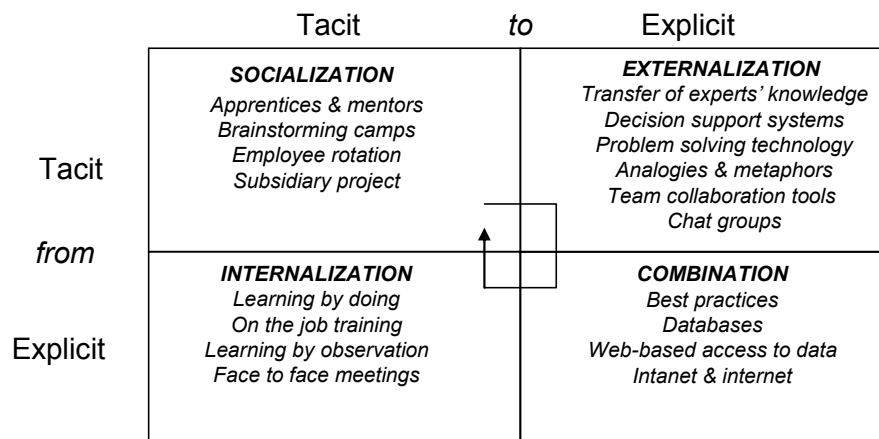 Tacit to Explicit
Tacit
from
Explicit
SOCIALIZATION
Apprentices & mentors
Brainstorming camps
Employee rotation
Subsidiary project
EXTERNALIZATION
Transfer of experts' knowledge
Decision support systems
Problem solving technology
Analogies & metaphors
Team collaboration tools
Chat groups
INTERNALIZATION
Learning by doing
On the job training
Learning by observation
Face to face meetings
COMBINATION
Best practices
Databases
Web-based access to data
Intanet & internet